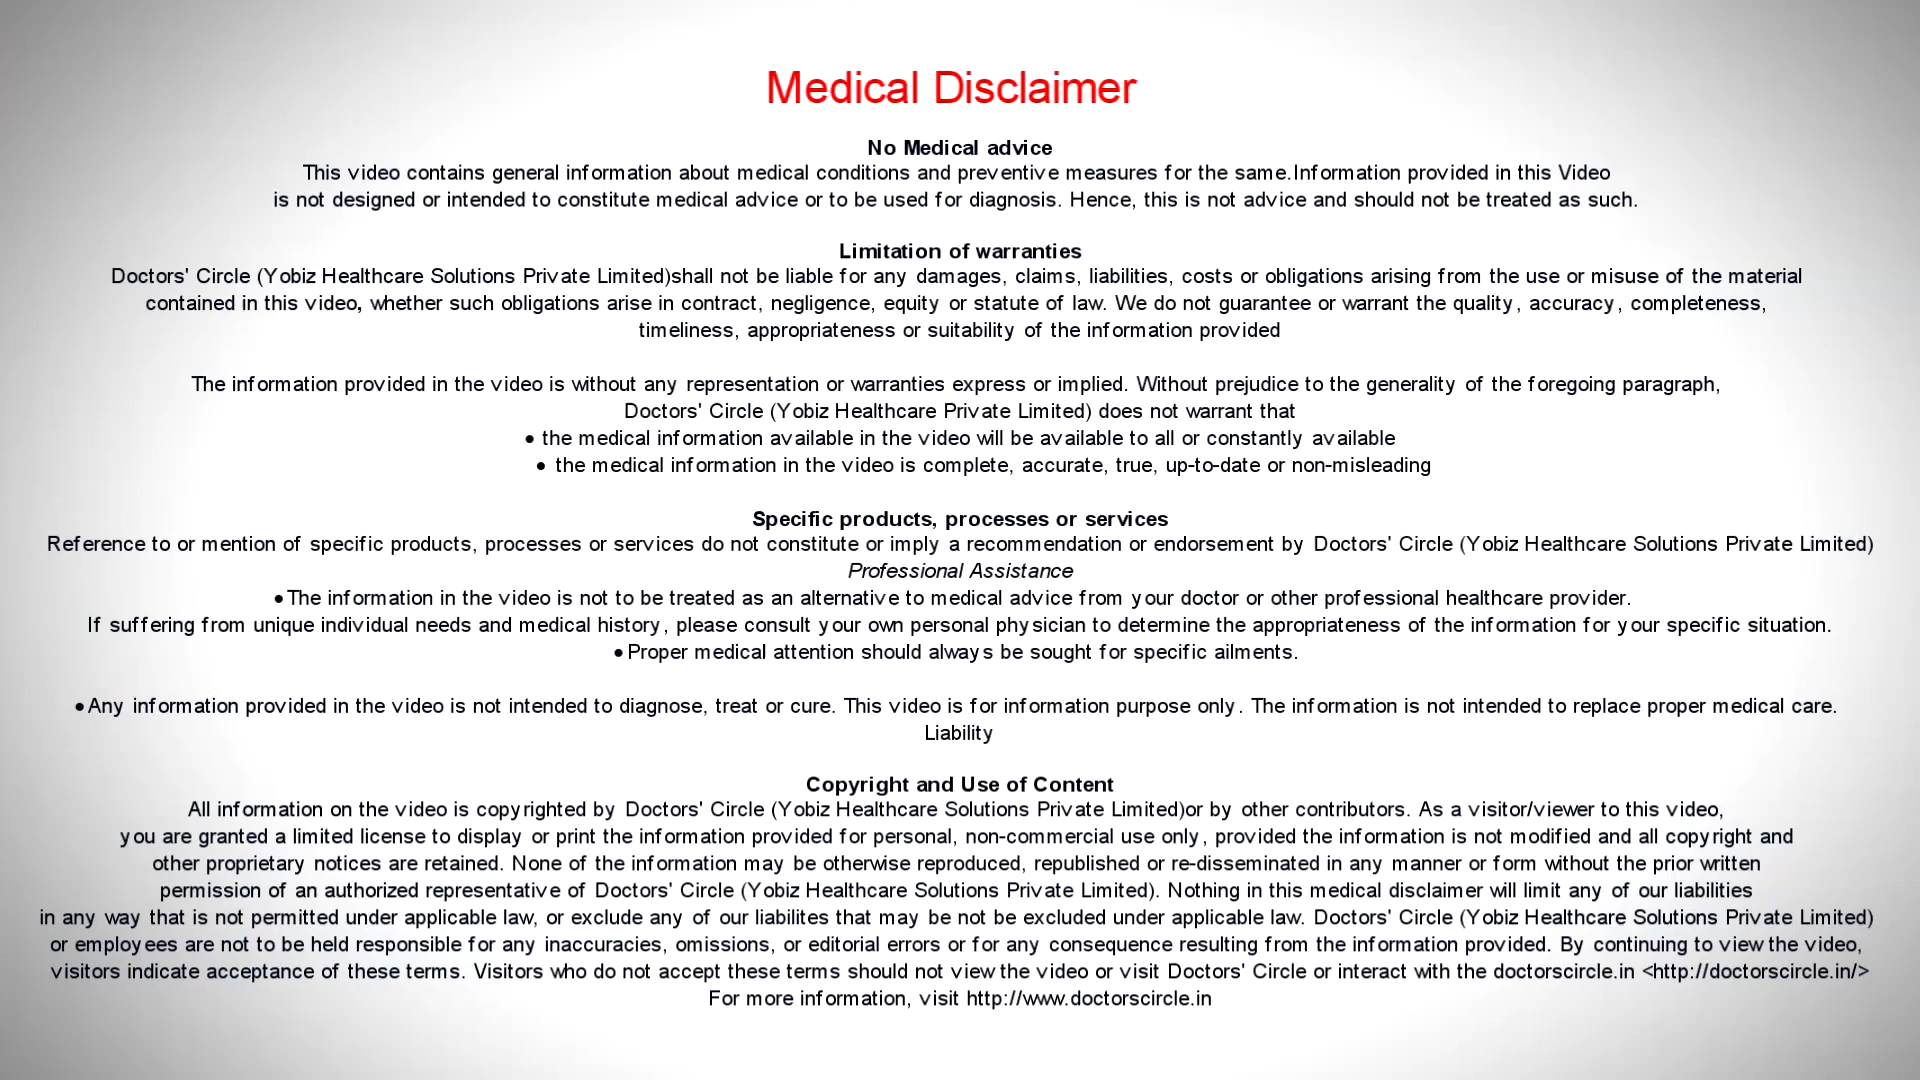 Medical Disclaimer
No Medical advice
This video contains general information about medical conditions and preventive measures for the same.Information provided in this Video
is not designed or intended to constitute medical advice or to be used for diagnosis. Hence, this is not advice and should not be treated as such.
Limitation of warranties
Doctors' Circle (Yobiz Healthcare Solutions Private Limited)shall not be liable for any damages, claims, liabilities, costs or obligations arising from the use or misuse of the material
contained in this video, whether such obligations arise in contract, negligence, equity or statute of law. We do not guarantee or warrant the quality, accuracy, completeness,
timeliness, appropriateness or suitability of the information provided
The information provided in the video is without any representation or warranties express or implied. Without prejudice to the generality of the foregoing paragraph,
Doctors' Circle (Yobiz Healthcare Private Limited) does not warrant that
• the medical information available in the video will be available to all or constantly available
• the medical information in the video is complete, accurate, true, up-to-date or non-misleading
Specific products, processes or services
Reference to or mention of specific products, processes or services do not constitute or imply a recommendation or endorsement by Doctors' Circle (Yobiz Healthcare Solutions Private Limited)
Professional Assistance
•The information in the video is not to be treated as an alternative to medical advice from your doctor or other professional healthcare provider.
If suffering from unique individual needs and medical history, please consult your own personal physician to determine the appropriateness of the information for your specific situation.
•Proper medical attention should always be sought for specific ailments.
•Any information provided in the video is not intended to diagnose, treat or cure. This video is for information purpose only. The information is not intended to replace proper medical care.
Liability
Copyright and Use of Content
All information on the video is copyrighted by Doctors' Circle (Yobiz Healthcare Solutions Private Limited)or by other contributors. As a visitor/viewer to this video,
you are granted a limited license to display or print the information provided for personal, non-commercial use only, provided the information is not modified and all copyright and
other proprietary notices are retained. None of the information may be otherwise reproduced, republished or re-disseminated in any manner or form without the prior written
permission of an authorized representative of Doctors' Circle (Yobiz Healthcare Solutions Private Limited). Nothing in this medical disclaimer will limit any of our liabilities
in any way that is not permitted under applicable law, or exclude any of our liabilites that may be not be excluded under applicable law. Doctors' Circle (Yobiz Healthcare Solutions Private Limited)
or employees are not to be held responsible for any inaccuracies, omissions, or editorial errors or for any consequence resulting from the information provided. By continuing to view the video,
visitors indicate acceptance of these terms. Visitors who do not accept these terms should not view the video or visit Doctors' Circle or interact with the doctorscircle.in <http://doctorscircle.in/>
For more information, visit http://www.doctorscircle.in